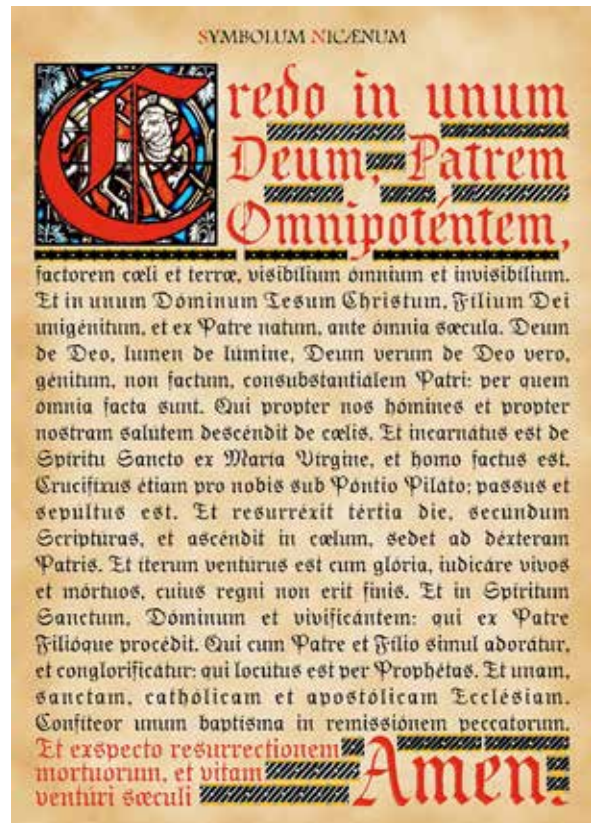 SYMBOLUM NICÆNUM
Credo in unum
Deum, Patrem
Omnipoténtem,
factorem cœli et terræ, visibílium ómnium et invisibílium.
Et in unum Dóminum Iesum Christum, Fílium Dei
unigénitum, et ex Patre natum, ante ómnia sæcula. Deum
de Deo, lumen de lúmine, Deum verum de Deo vero,
génitum, non factum, consubstantiálem Patri: per quem
ómnia facta sunt. Qui propter nos hómines et propter
nostram salútem descéndit de cælis. Et incarnátus est de
Spíritu Sancto ex María Vírgine, et homo factus est.
Crucifíxus étiam pro nobis sub Póntio Piláto; passus et
sepúltus est. Et resurréxit tértia die, secúndum
Scriptúras, et ascéndit in cælum, sedet ad déxteram
Patris. Et íterum ventúrus est cum glória, iudicáre vivos
et mórtuos, cuius regni non erit finis. Et in Spíritum
Sanctum, Dóminum et vivificántem: qui ex Patre
Filióque procédit. Qui cum Patre et Fílio simul adorátur,
et conglorificátur: qui locútus est per Prophétas. Et unam,
sanctam, cathólicam et apostólicam Ecclésiam.
Confíteor unum baptísma in remissiónem peccatorum.
Et exspecto resurrectionem
mortuorum, et vitam
ventúri sæculi
Amen.